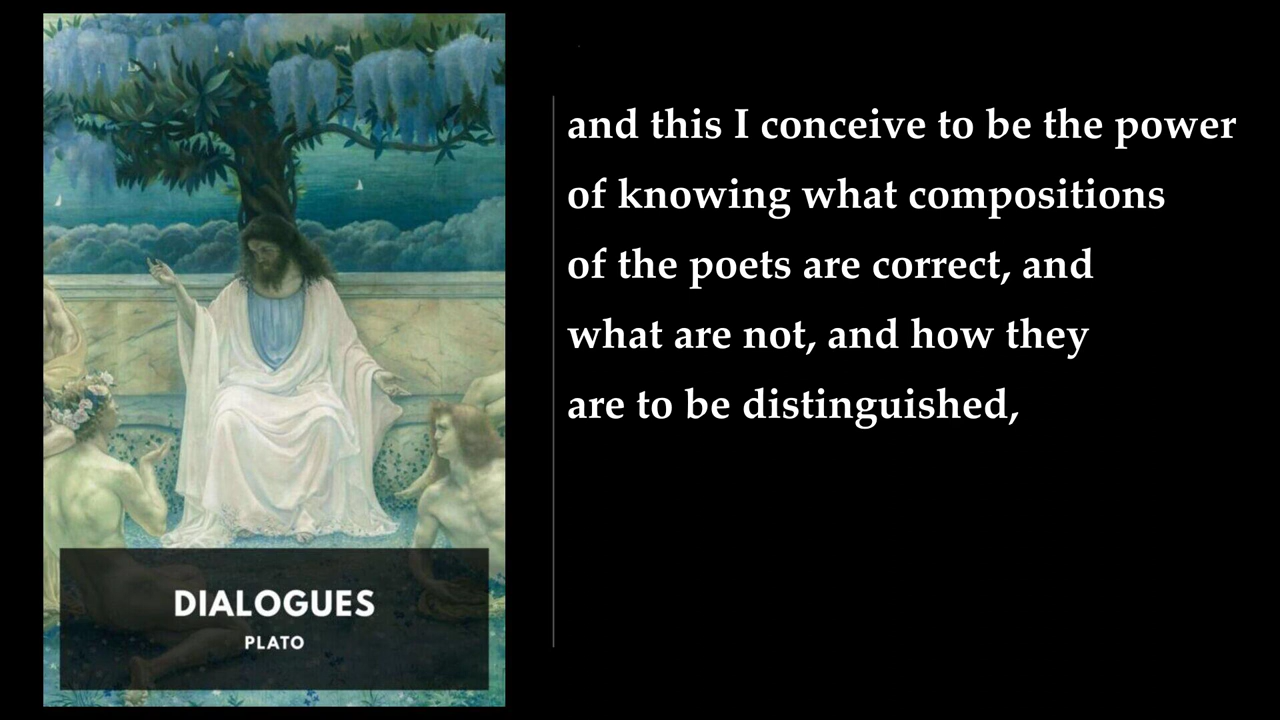 DIALOGUES
PLATO
and this I conceive to be the power
of knowing what compositions
of the poets are correct, and
what are not, and how they
are to be distinguished,